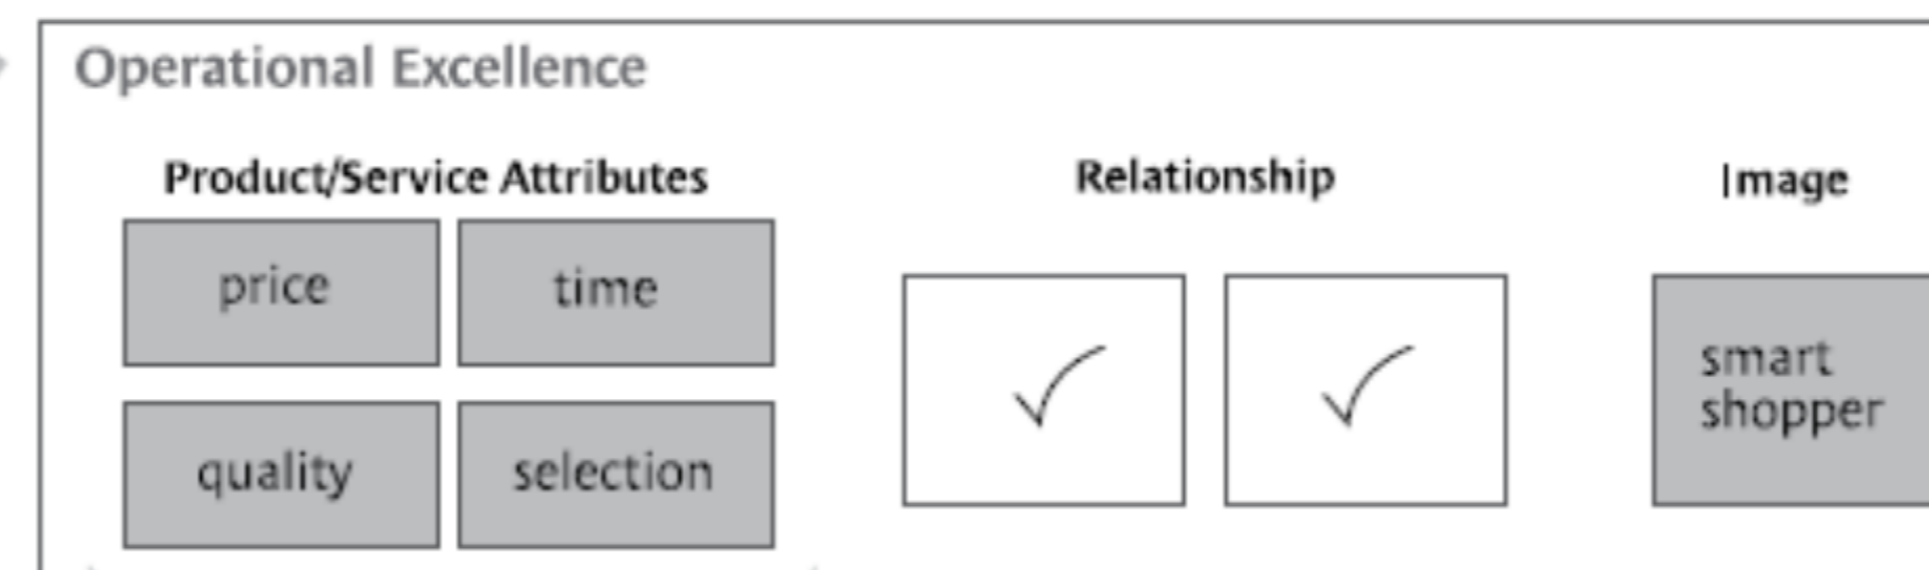 Operational Excellence
Product/Service Attributes
price
time
quality
selection
Relationship
✓
✓
Image
smart
shopper